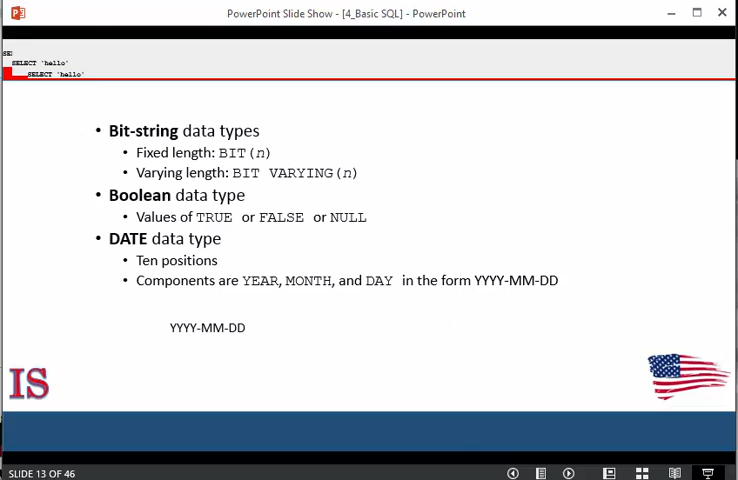 PowerPoint Slide Show - [4_Basic SQL] - PowerPoint
SE
SELECT 'hello'
SELECT 'hello'
• Bit-string data types
• Fixed length: BIT(n)
• Varying length: BIT VARYING(n)
• Boolean data type
• Values of TRUE or FALSE or NULL
• DATE data type
• Ten positions
• Components are YEAR, MONTH, and DAY in the form YYYY-MM-DD
YYYY-MM-DD
IS
SLIDE 13 OF 46